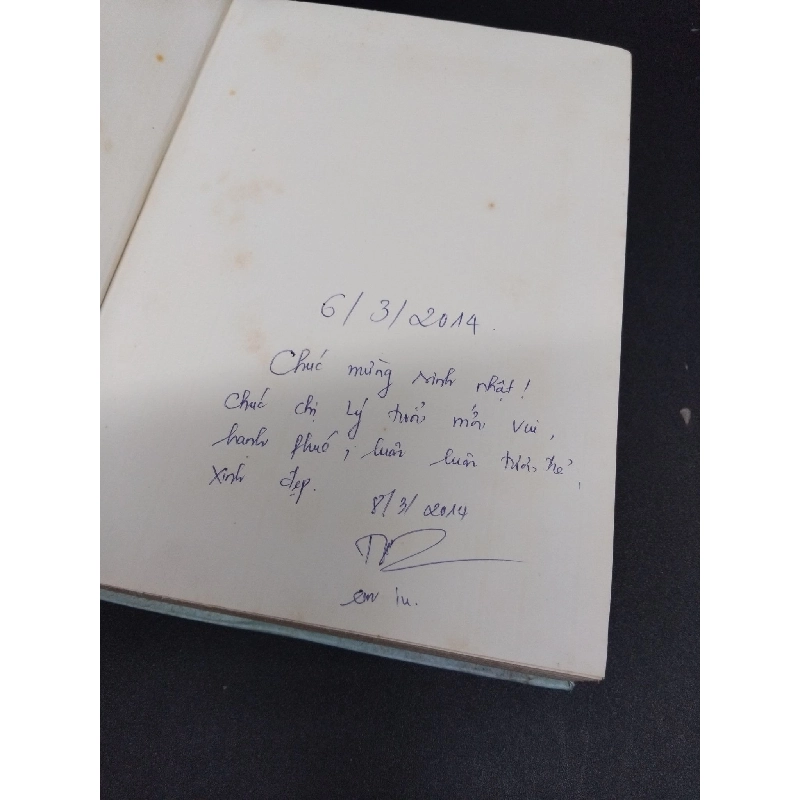 6/3/2014.
Chúc mừng sinh nhật!
Chúc chị Lý tuổi mới vui,
hạnh phúc, luôn luôn tươi trẻ,
xinh đẹp.
8/3/2014
em iu.